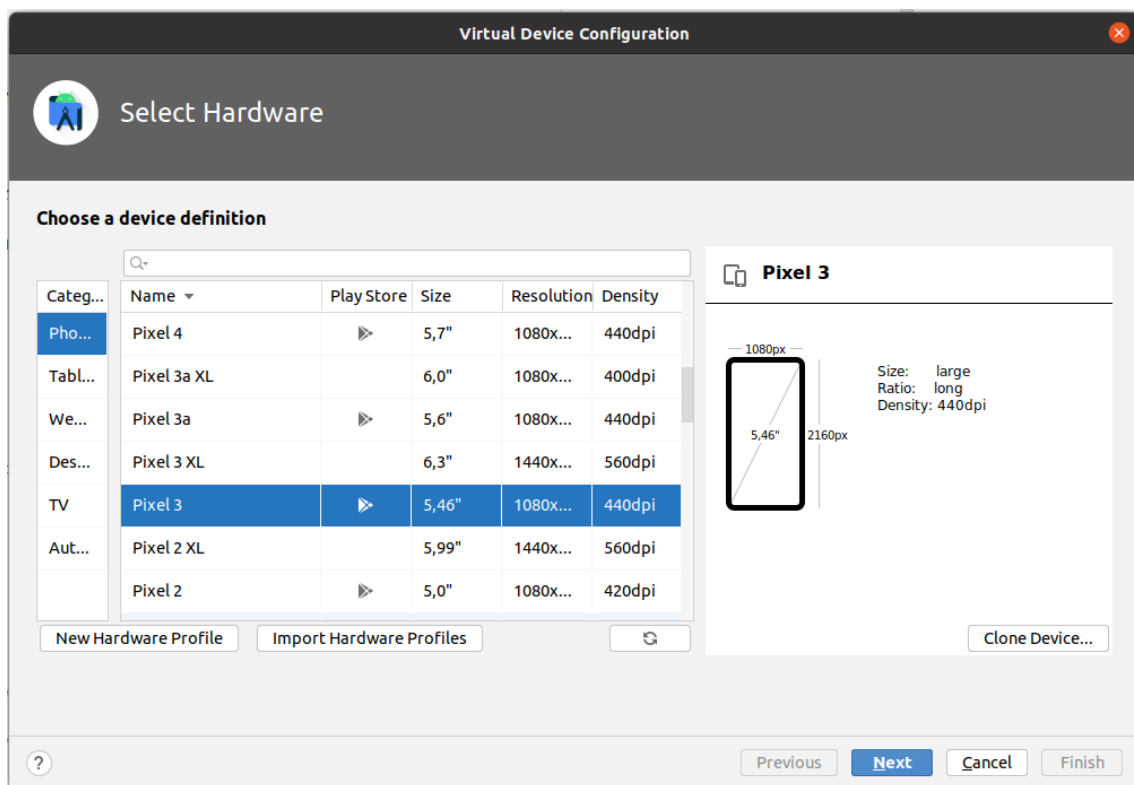 Virtual Device Configuration
Select Hardware
Choose a device definition
Categ... Name Play Store Size Resolution Density
Pho... Pixel 4 5,7" 1080x... 440dpi
Tabl... Pixel 3a XL 6,0" 1080x... 400dpi
We... Pixel 3a 5,6" 1080x... 440dpi
Des... Pixel 3 XL 6,3" 1440x... 560dpi
TV Pixel 3 5,46" 1080x... 440dpi
Aut... Pixel 2 XL 5,99" 1440x... 560dpi
Pixel 2 5,0" 1080x... 420dpi
New Hardware Profile Import Hardware Profiles
Pixel 3
1080px
Size: large
Ratio: long
Density: 440dpi
5,46" 2160px
Clone Device...
? Previous Next Cancel Finish